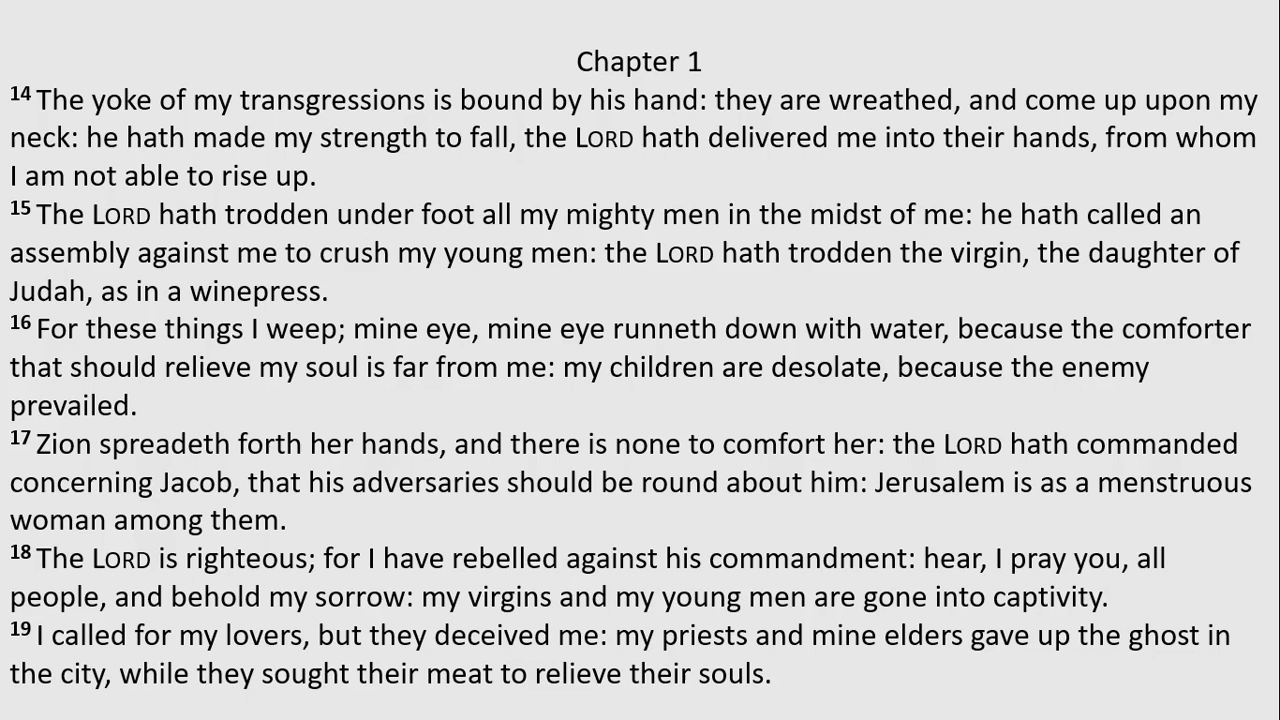 Chapter 1
14 The yoke of my transgressions is bound by his hand: they are wreathed, and come up upon my
neck: he hath made my strength to fall, the LORD hath delivered me into their hands, from whom
I am not able to rise up.
15 The LORD hath trodden under foot all my mighty men in the midst of me: he hath called an
assembly against me to crush my young men: the LORD hath trodden the virgin, the daughter of
Judah, as in a winepress.
16 For these things I weep; mine eye, mine eye runneth down with water, because the comforter
that should relieve my soul is far from me: my children are desolate, because the enemy
prevailed.
17 Zion spreadeth forth her hands, and there is none to comfort her: the LORD hath commanded
concerning Jacob, that his adversaries should be round about him: Jerusalem is as a menstruous
woman among them.
18 The LORD is righteous; for I have rebelled against his commandment: hear, I pray you, all
people, and behold my sorrow: my virgins and my young men are gone into captivity.
19 I called for my lovers, but they deceived me: my priests and mine elders gave up the ghost in
the city, while they sought their meat to relieve their souls.